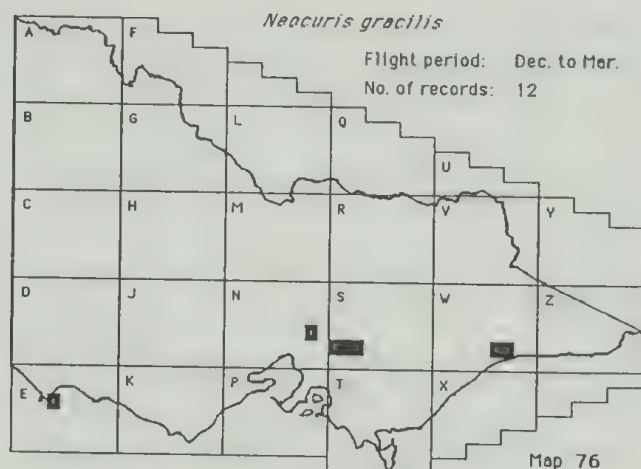 Neocuris gracilis
Flight period: Dec. to Mar.
No. of records: 12
A F
B G L Q
U
C H M R V Y
D J N S W Z
E K P T X
Map 76